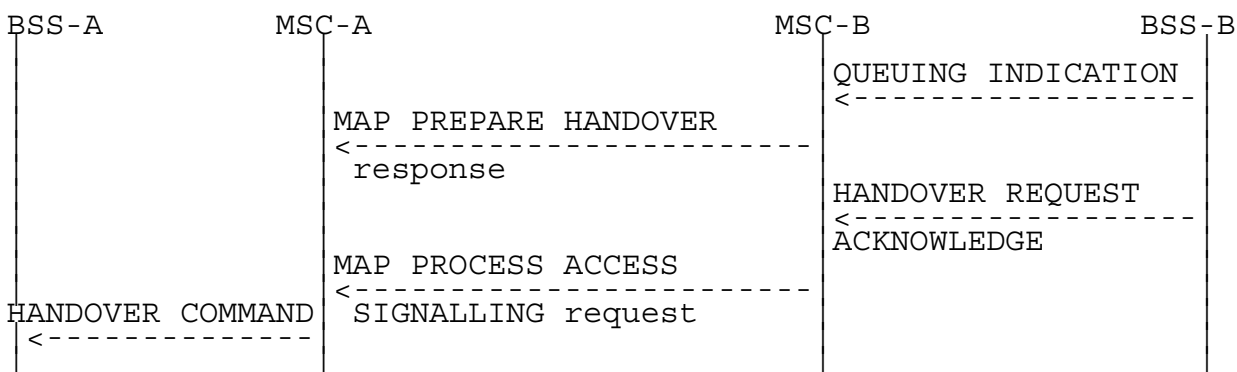 BSS-A MSC-A MSC-B BSS-B
QUEUING INDICATION
MAP PREPARE HANDOVER
response
HANDOVER REQUEST
ACKNOWLEDGE
MAP PROCESS ACCESS
HANDOVER COMMAND SIGNALLING request